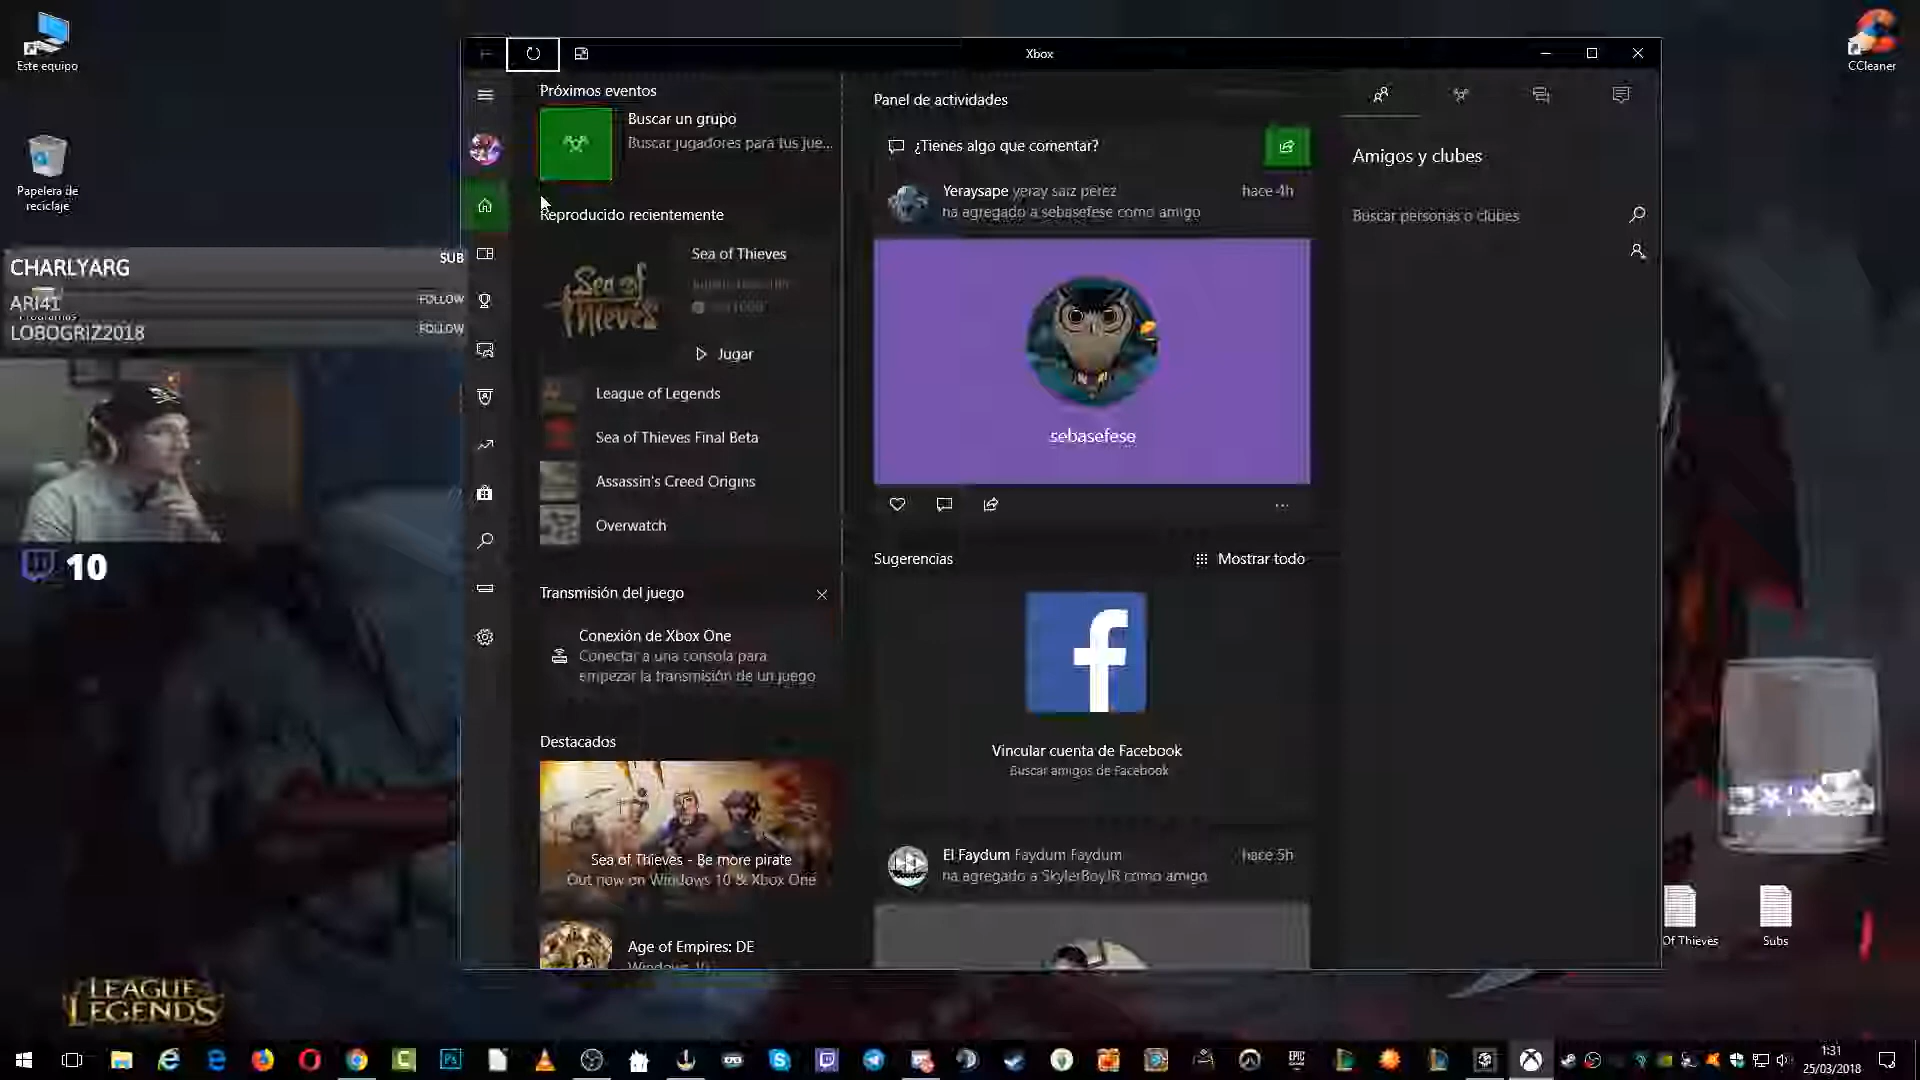 Este equipo
Papelera de
reciclaje
CCleaner
CHARLYARG
SUB
ARI41
FOLLOW
LOBOGRIZ2018
FOLLOW
10
LEAGUE OF
LEGENDS
Xbox
Próximos eventos
Buscar un grupo
Buscar jugadores para tus jue...
Reproducido recientemente
Sea of Thieves
Sea of
Thieves
Jugar
League of Legends
Sea of Thieves Final Beta
Assassin's Creed Origins
Overwatch
Transmisión del juego
Conexión de Xbox One
Conectar a una consola para
empezar la transmisión de un juego
Destacados
Sea of Thieves - Be more pirate
Out now on Windows 10 & Xbox One
Age of Empires: DE
Panel de actividades
¿Tienes algo que comentar?
Yeraysape yeray saiz perez
hace 4h
ha agregado a sebasefese como amigo
sebasefese
Sugerencias
Mostrar todo
f
Vincular cuenta de Facebook
Buscar amigos de Facebook
El Faydum Faydum Faydum
hace 5h
ha agregado a SkylerBoyJR como amigo
Amigos y clubes
Buscar personas o clubes
Of Thieves
Subs
Ps
EPIC
1:31
25/03/2018